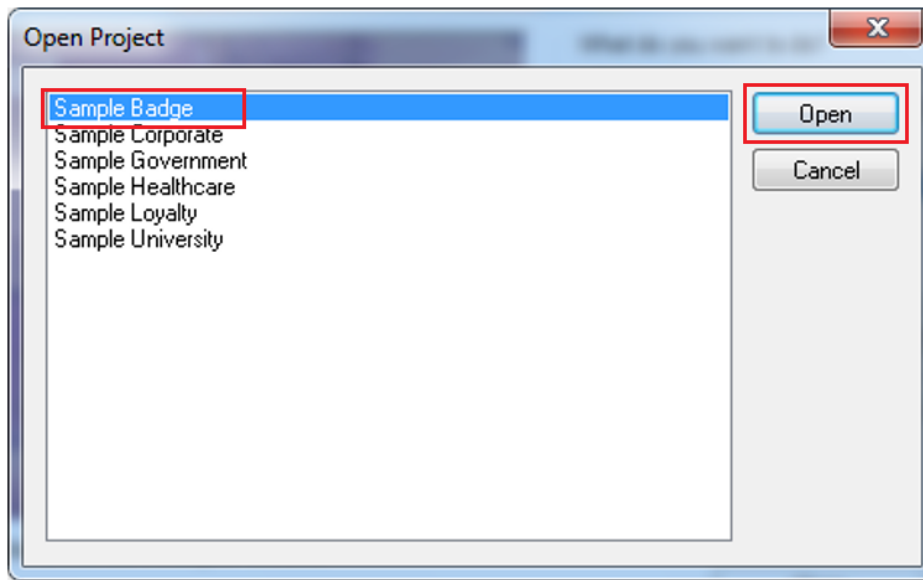 Open Project
Sample Badge
Open
Sample Corporate
Sample Government
Cancel
Sample Healthcare
Sample Loyalty
Sample University